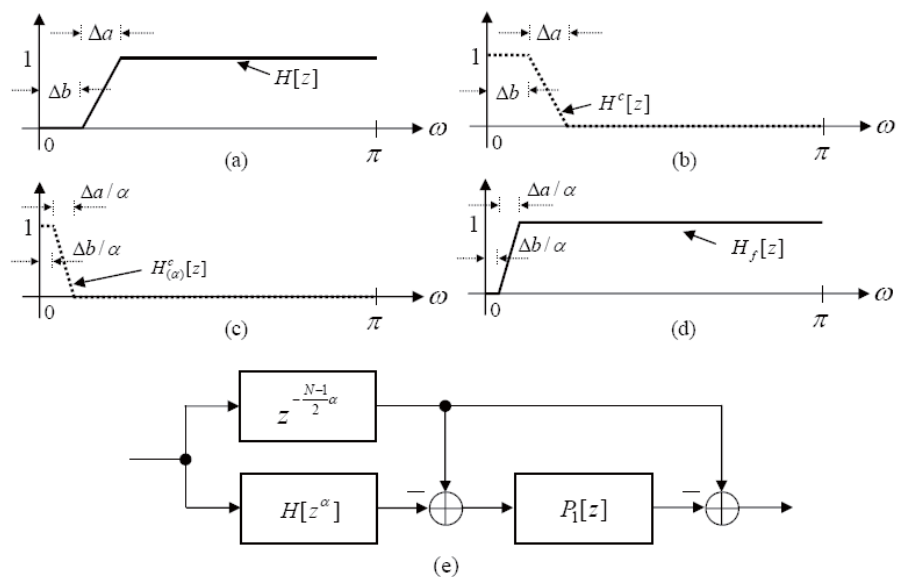 Δa
1
Δb
H[z]
0
π
ω
(a)
Δa
1
Δb
H^c[z]
0
π
ω
(b)
Δa/α
1
Δb/α
H^c_(α)[z]
0
π
ω
(c)
Δa/α
1
Δb/α
H_f[z]
0
π
ω
(d)
z^{-\frac{N-1}{2}α}
H[z^α]
−
P_1[z]
−
(e)